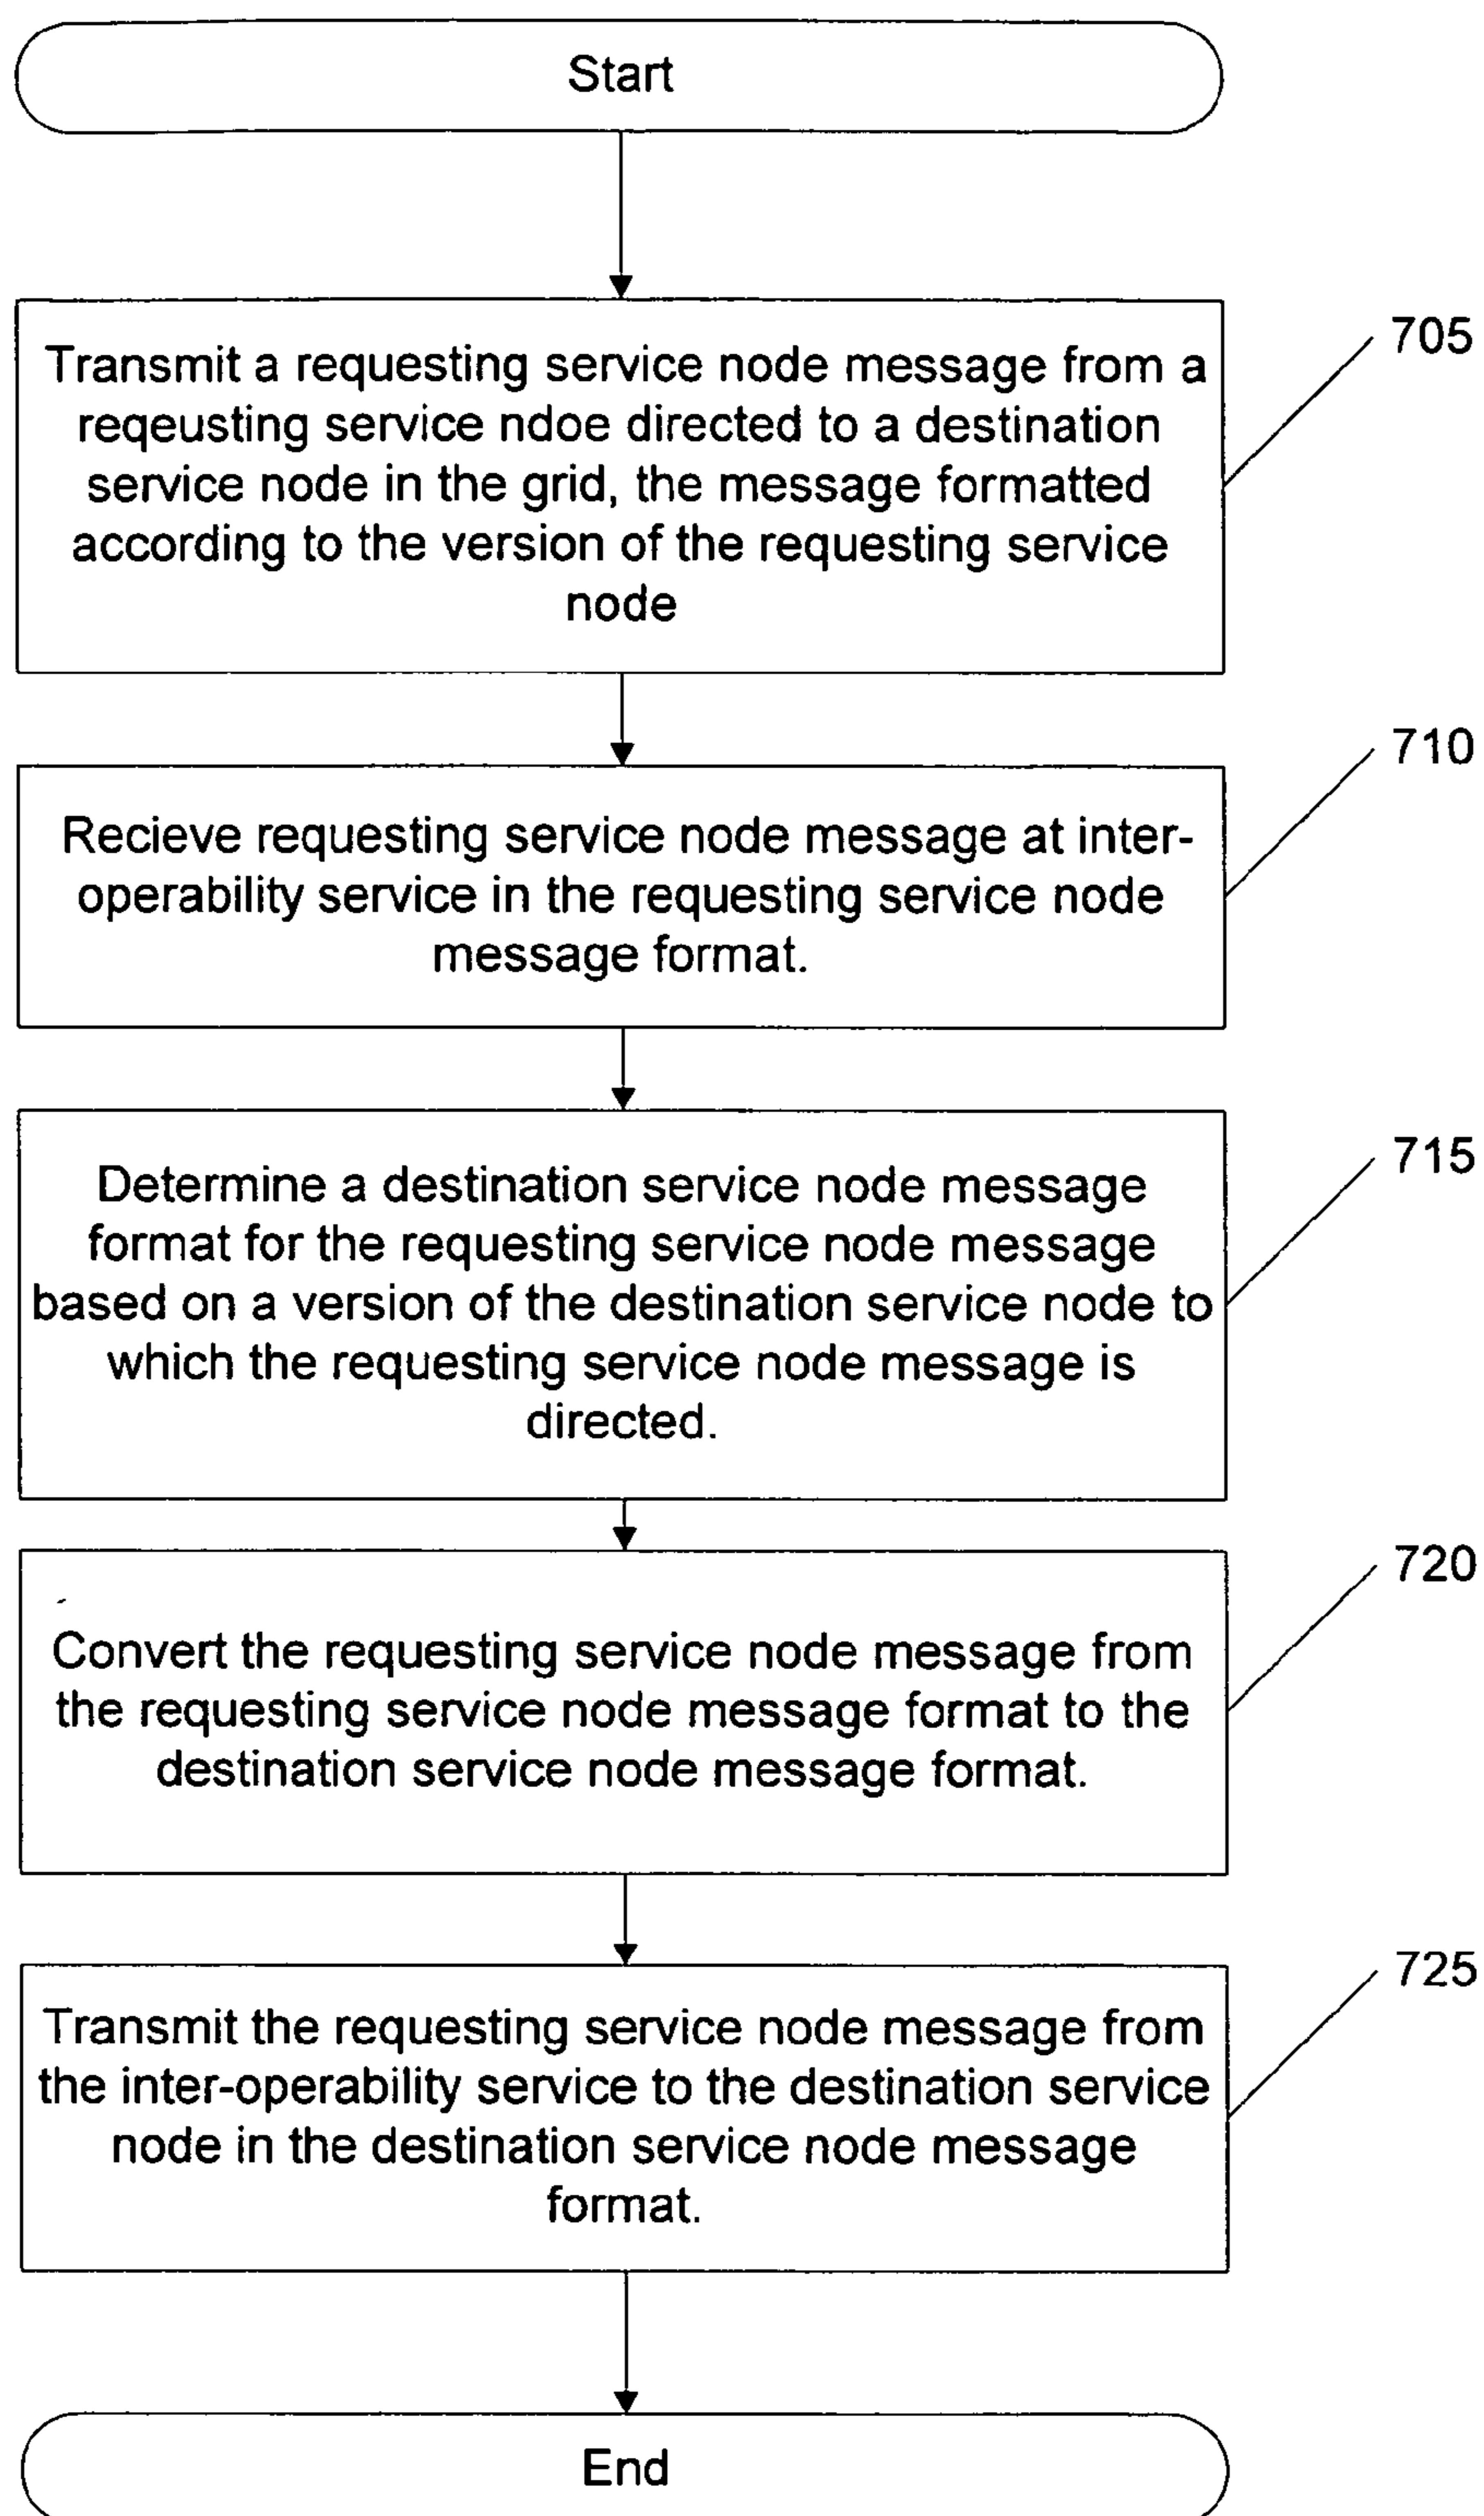 Start
Transmit a requesting service node message from a
reqeusting service ndoe directed to a destination
service node in the grid, the message formatted
according to the version of the requesting service
node
705
Recieve requesting service node message at inter-
operability service in the requesting service node
message format.
710
Determine a destination service node message
format for the requesting service node message
based on a version of the destination service node to
which the requesting service node message is
directed.
715
Convert the requesting service node message from
the requesting service node message format to the
destination service node message format.
720
Transmit the requesting service node message from
the inter-operability service to the destination service
node in the destination service node message
format.
725
End